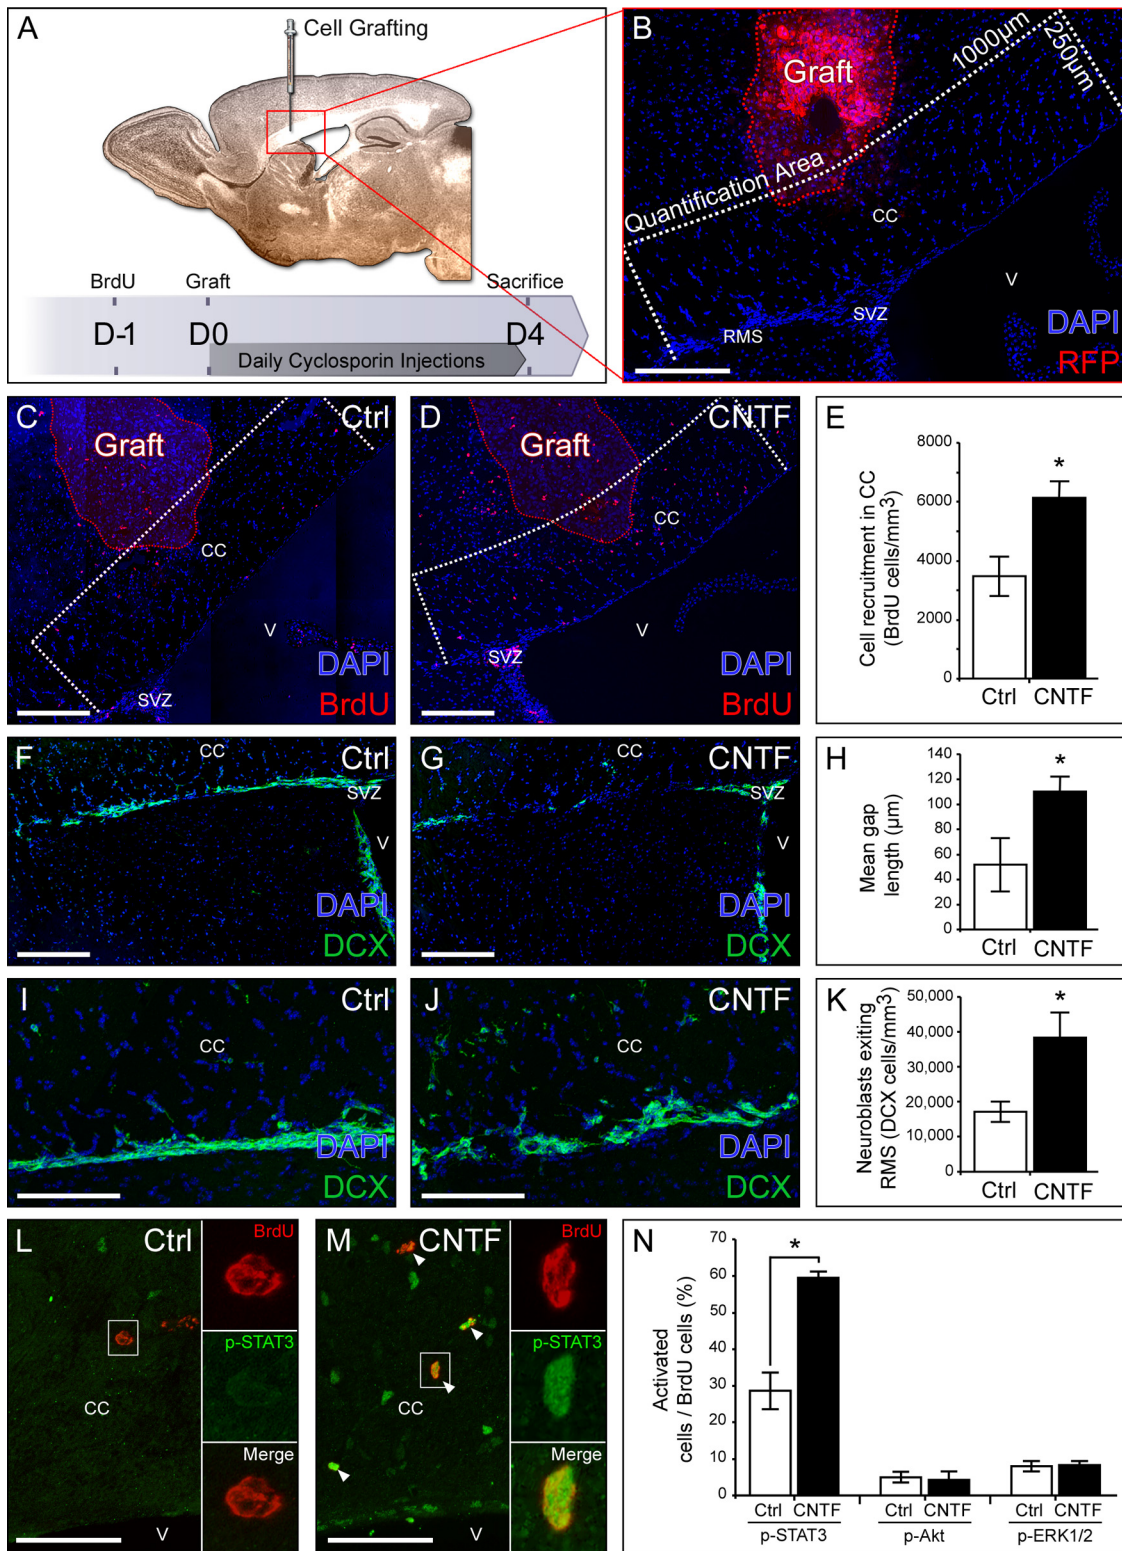 A
Cell Grafting
BrdU
Graft
Sacrifice
D-1
D0
D4
Daily Cyclosporin Injections
B
Graft
1000µm
250µm
Quantification Area
CC
V
SVZ
RMS
DAPI
RFP
C
Ctrl
Graft
CC
V
SVZ
DAPI
BrdU
D
CNTF
Graft
CC
V
SVZ
DAPI
BrdU
E
Cell recruitment in CC
(BrdU cells/mm³)
8000
6000
4000
2000
0
*
Ctrl
CNTF
F
Ctrl
CC
SVZ
V
DAPI
DCX
G
CNTF
CC
SVZ
V
DAPI
DCX
H
Mean gap
length (µm)
140
120
100
80
60
40
20
0
*
Ctrl
CNTF
I
Ctrl
CC
DAPI
DCX
J
CNTF
CC
DAPI
DCX
K
Neuroblasts exiting
RMS (DCX cells/mm³)
50,000
40,000
30,000
20,000
10,000
0
*
Ctrl
CNTF
L
Ctrl
CC
V
BrdU
p-STAT3
Merge
M
CNTF
CC
V
BrdU
p-STAT3
Merge
N
Activated
cells / BrdU cells (%)
70
60
50
40
30
20
10
0
*
Ctrl CNTF Ctrl CNTF Ctrl CNTF
p-STAT3 p-Akt p-ERK1/2